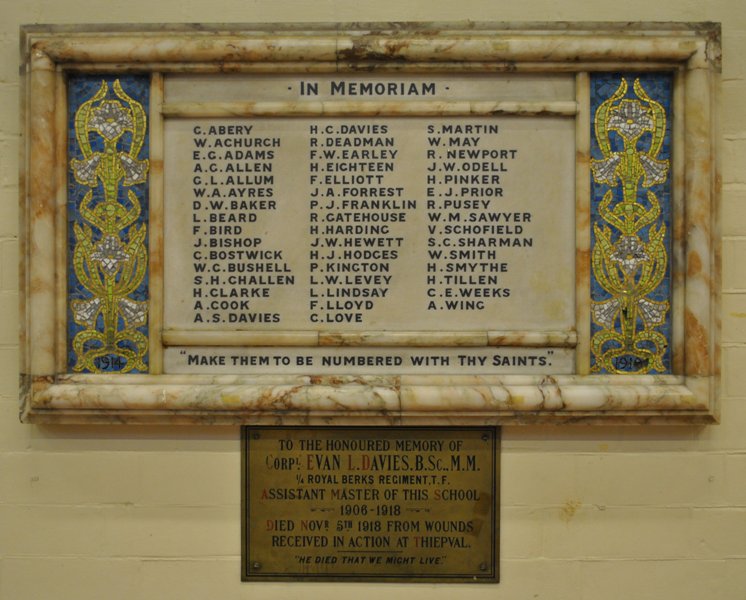 · IN MEMORIAM ·
G. ABERY
W. ACHURCH
E.G. ADAMS
A.G. ALLEN
G.L. ALLUM
W.A. AYRES
D.W. BAKER
L. BEARD
F. BIRD
J. BISHOP
C. BOSTWICK
W.C. BUSHELL
S.H. CHALLEN
H. CLARKE
A. COOK
A.S. DAVIES
H.C. DAVIES
R. DEADMAN
F.W. EARLEY
H. EIGHTEEN
F. ELLIOTT
J.A. FORREST
P.J. FRANKLIN
R. GATEHOUSE
H. HARDING
J.W. HEWETT
H.J. HODGES
P. KINGTON
L.W. LEVEY
L. LINDSAY
F. LLOYD
C. LOVE
S. MARTIN
W. MAY
R. NEWPORT
J.W. ODELL
H. PINKER
E.J. PRIOR
R. PUSEY
W.M. SAWYER
V. SCHOFIELD
S.C. SHARMAN
W. SMITH
H. SMYTHE
H. TILLEN
C.E. WEEKS
A. WING
"MAKE THEM TO BE NUMBERED WITH THY SAINTS."
1914 1919
TO THE HONOURED MEMORY OF
CORPL EVAN L. DAVIES. B.SC., M.M.
1/4 ROYAL BERKS REGIMENT, T.F.
ASSISTANT MASTER OF THIS SCHOOL
1906-1918
DIED NOVR 5TH 1918 FROM WOUNDS
RECEIVED IN ACTION AT THIEPVAL.
"HE DIED THAT WE MIGHT LIVE."